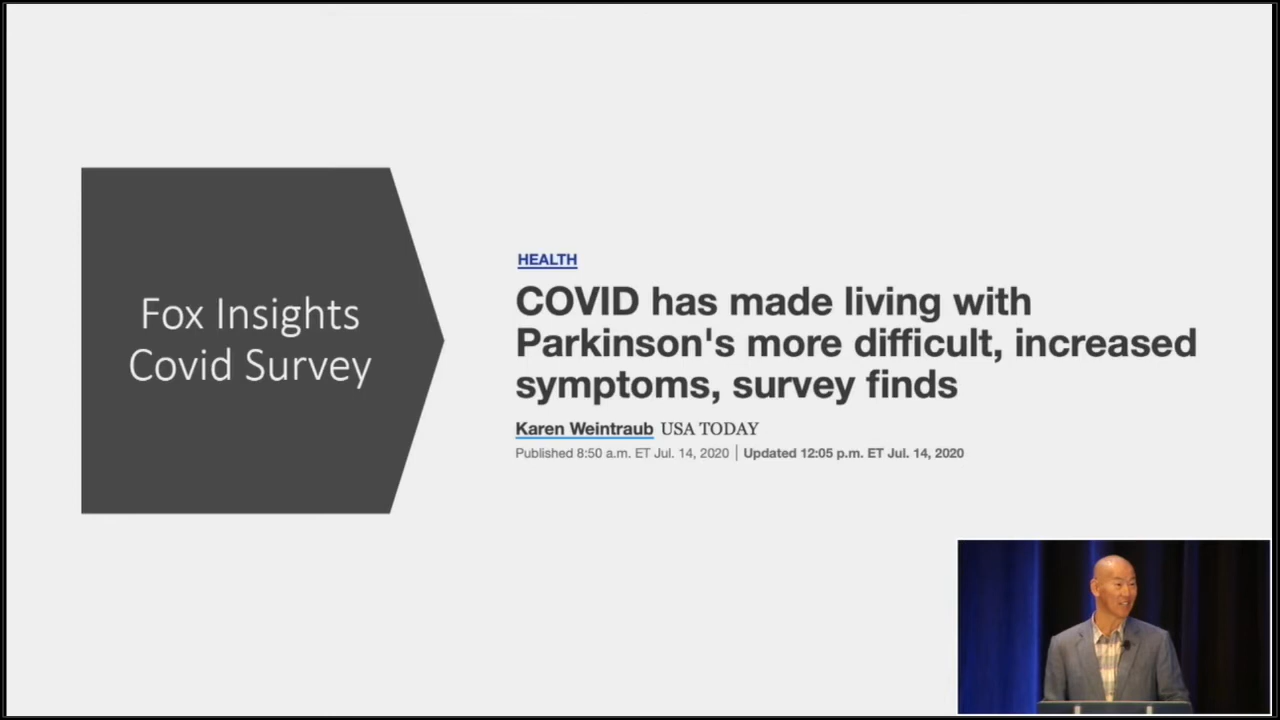 Fox Insights
Covid Survey
HEALTH
COVID has made living with
Parkinson's more difficult, increased
symptoms, survey finds
Karen Weintraub USA TODAY
Published 8:50 a.m. ET Jul. 14, 2020 | Updated 12:05 p.m. ET Jul. 14, 2020